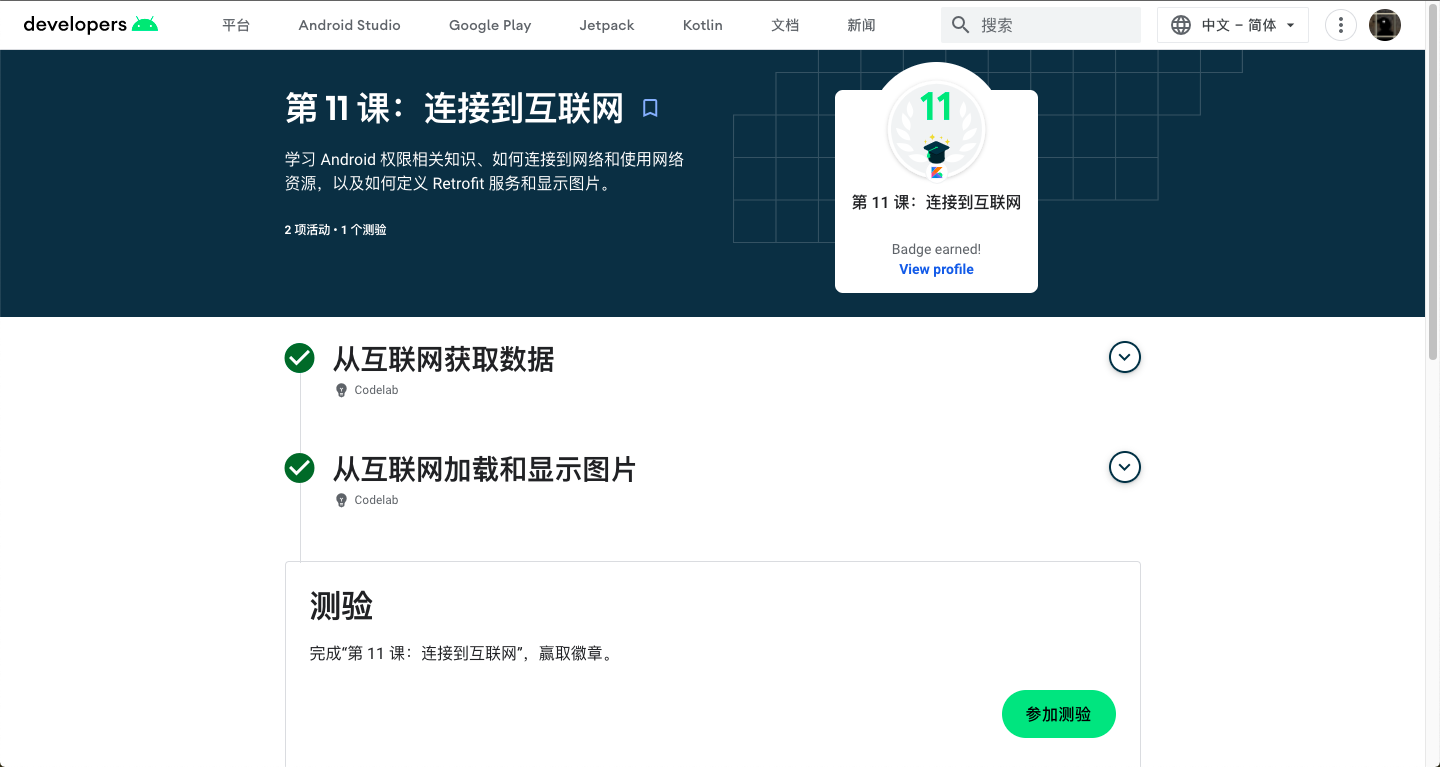 developers
平台
Android Studio
Google Play
Jetpack
Kotlin
文档
新闻
搜索
中文 – 简体
第 11 课：连接到互联网
学习 Android 权限相关知识、如何连接到网络和使用网络
资源，以及如何定义 Retrofit 服务和显示图片。
2 项活动 • 1 个测验
11
第 11 课：连接到互联网
Badge earned!
View profile
从互联网获取数据
Codelab
从互联网加载和显示图片
Codelab
测验
完成“第 11 课：连接到互联网”，赢取徽章。
参加测验